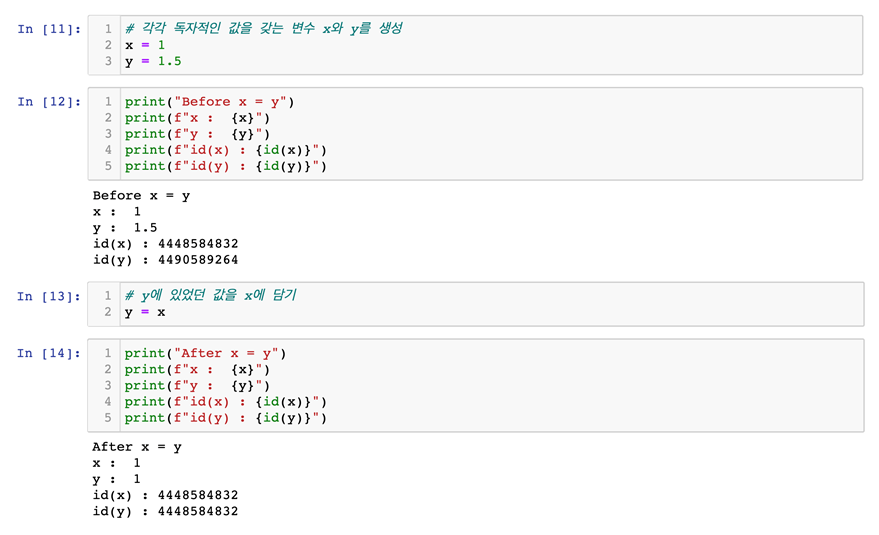 In [11]:
1 # 각각 독자적인 값을 갖는 변수 x와 y를 생성
2 x = 1
3 y = 1.5
In [12]:
1 print("Before x = y")
2 print(f"x :  {x}")
3 print(f"y :  {y}")
4 print(f"id(x) : {id(x)}")
5 print(f"id(y) : {id(y)}")
Before x = y
x :  1
y :  1.5
id(x) : 4448584832
id(y) : 4490589264
In [13]:
1 # y에 있었던 값을 x에 담기
2 y = x
In [14]:
1 print("After x = y")
2 print(f"x :  {x}")
3 print(f"y :  {y}")
4 print(f"id(x) : {id(x)}")
5 print(f"id(y) : {id(y)}")
After x = y
x :  1
y :  1
id(x) : 4448584832
id(y) : 4448584832